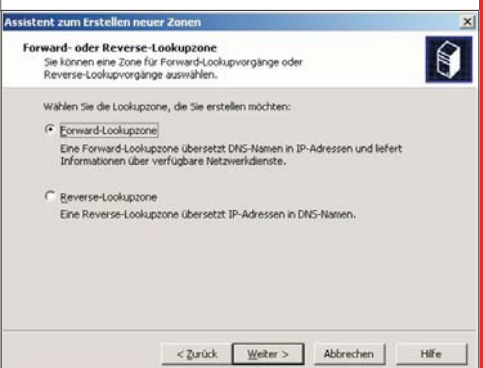 Assistent zum Erstellen neuer Zonen
Forward- oder Reverse-Lookupzone
Sie können eine Zone für Forward-Lookupvorgänge oder
Reverse-Lookupvorgänge auswählen.
Wählen Sie die Lookupzone, die Sie erstellen möchten:
Forward-Lookupzone
Eine Forward-Lookupzone übersetzt DNS-Namen in IP-Adressen und liefert
Informationen über verfügbare Netzwerkdienste.
Reverse-Lookupzone
Eine Reverse-Lookupzone übersetzt IP-Adressen in DNS-Namen.
< Zurück Weiter > Abbrechen Hilfe